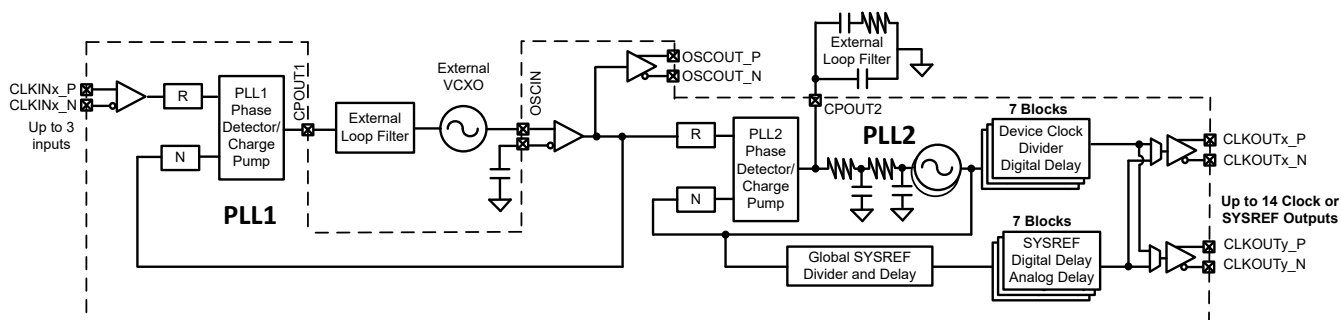 CLKINx_P
CLKINx_N
Up to 3
inputs
R
N
PLL1
Phase
Detector/
Charge
Pump
PLL1
CPOUT1
External
Loop Filter
External
VCXO
OSCIN
OSCOUT_P
OSCOUT_N
External
Loop Filter
CPOUT2
R
N
PLL2
Phase
Detector/
Charge
Pump
PLL2
7 Blocks
Device Clock
Divider
Digital Delay
Global SYSREF
Divider and Delay
7 Blocks
SYSREF
Digital Delay
Analog Delay
CLKOUTx_P
CLKOUTx_N
Up to 14 Clock or
SYSREF Outputs
CLKOUTy_P
CLKOUTy_N